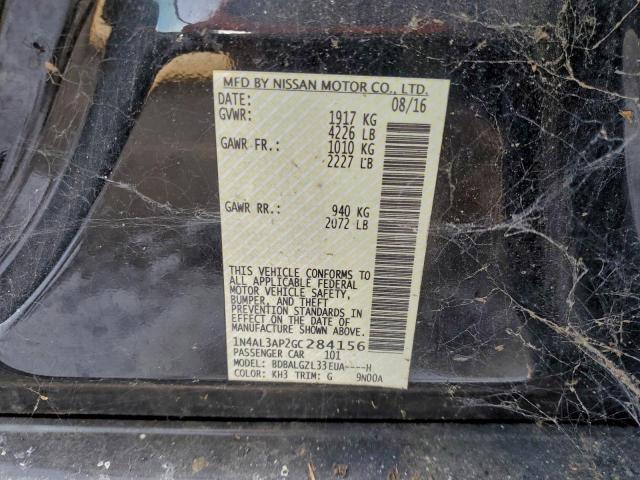 MFD BY NISSAN MOTOR CO., LTD.
DATE: 08/16
GVWR: 1917 KG
4226 LB
GAWR FR.: 1010 KG
2227 LB
GAWR RR.: 940 KG
2072 LB
THIS VEHICLE CONFORMS TO
ALL APPLICABLE FEDERAL
MOTOR VEHICLE SAFETY,
BUMPER, AND THEFT
PREVENTION STANDARDS IN
EFFECT ON THE DATE OF
MANUFACTURE SHOWN ABOVE.
1N4AL3AP2GC284156
PASSENGER CAR 101
MODEL: BDBALGZL33EUA----H
COLOR: KH3 TRIM: G 9N00A